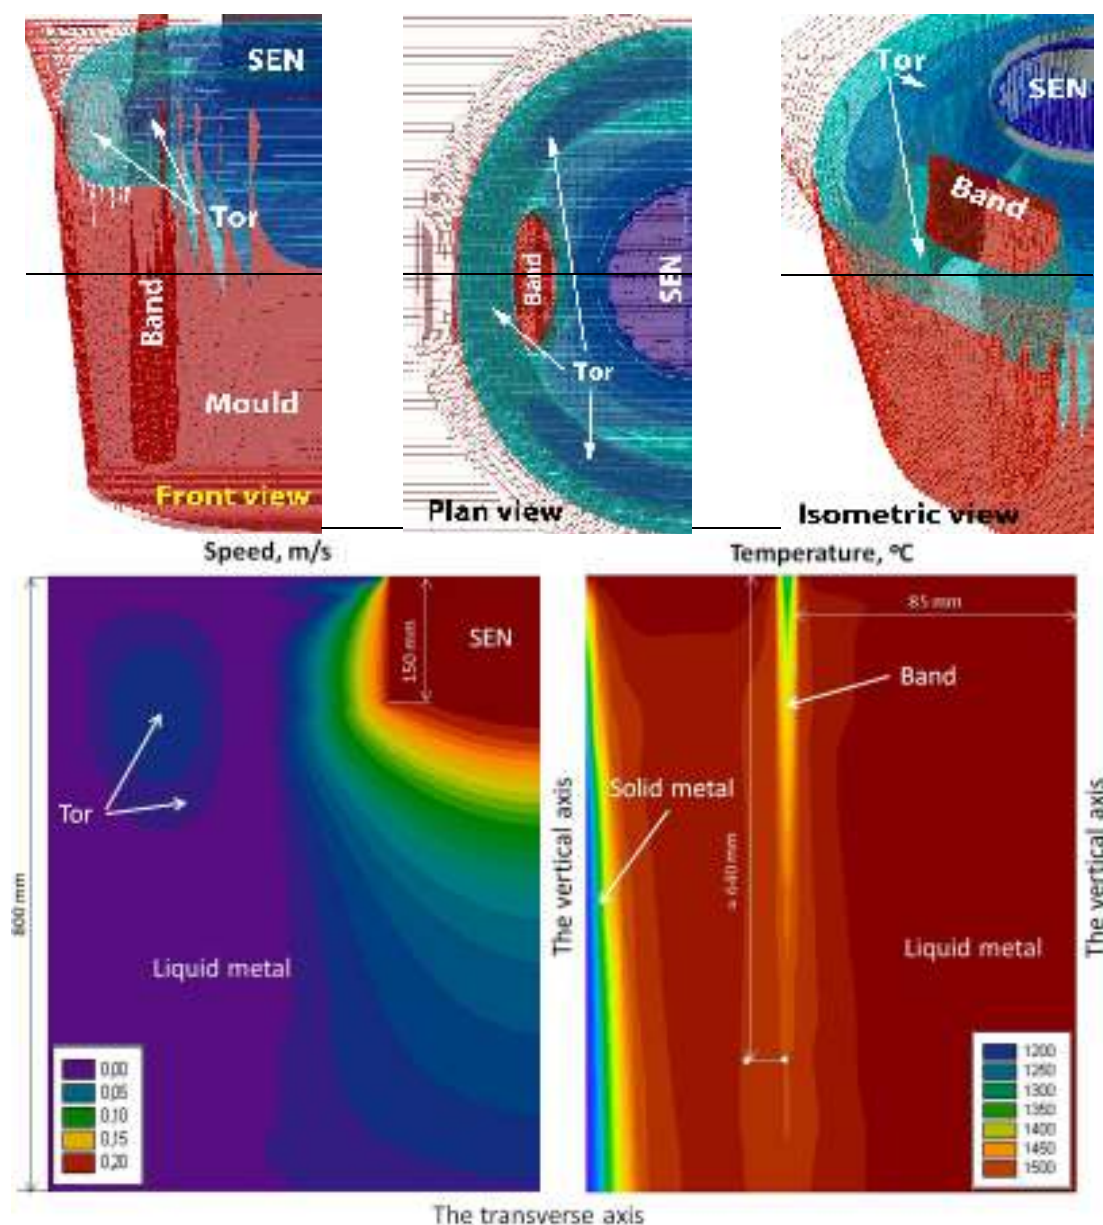 SEN
Tor
Band
Mould
Front view
SEN
Band
Tor
Plan view
Tor
SEN
Band
Isometric view
Speed, m/s
SEN
150 mm
Tor
800 mm
Liquid metal
0,00
0,05
0,10
0,15
0,20
Temperature, °C
85 mm
Band
Solid metal
≈ 640 mm
The vertical axis
Liquid metal
The vertical axis
1200
1250
1300
1350
1400
1450
1500
The transverse axis